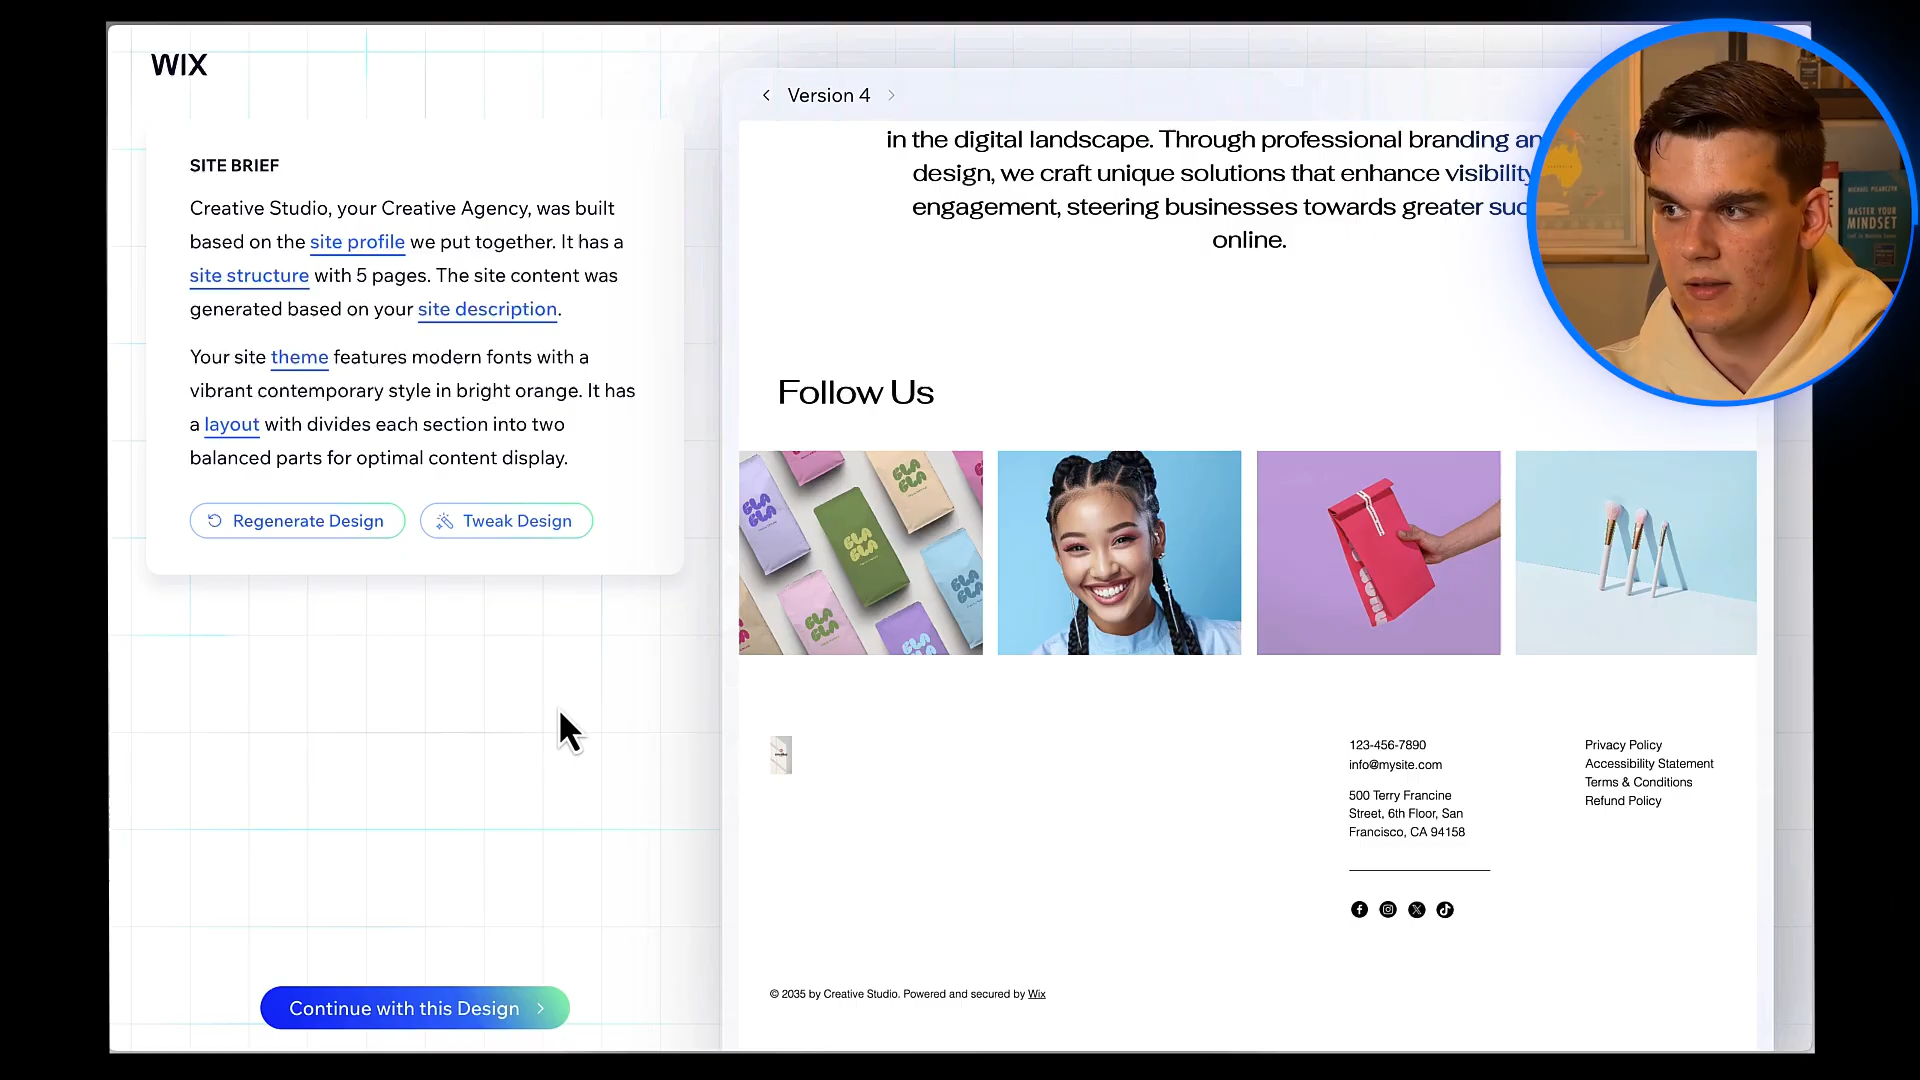 WIX
SITE BRIEF
Creative Studio, your Creative Agency, was built
based on the site profile we put together. It has a
site structure with 5 pages. The site content was
generated based on your site description.
Your site theme features modern fonts with a
vibrant contemporary style in bright orange. It has
a layout with divides each section into two
balanced parts for optimal content display.
Regenerate Design
Tweak Design
Continue with this Design
Version 4
in the digital landscape. Through professional branding an
design, we craft unique solutions that enhance visibility
engagement, steering businesses towards greater suc
online.
Follow Us
123-456-7890
info@mysite.com
500 Terry Francine
Street, 6th Floor, San
Francisco, CA 94158
Privacy Policy
Accessibility Statement
Terms & Conditions
Refund Policy
© 2035 by Creative Studio. Powered and secured by Wix
MICHAEL PILARCZYK
MASTER YOUR
MINDSET